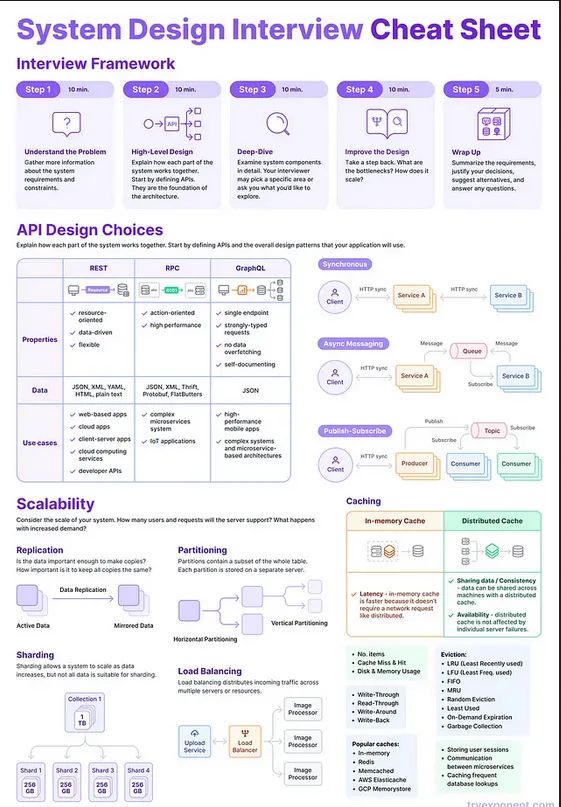 System Design Interview Cheat Sheet
Interview Framework
Step 1
10 min.
Understand the Problem
Gather more information
about the system
requirements and
constraints.
Step 2
10 min.
API
High-Level Design
Explain how each part of the
system works together.
Start by defining APIs.
They are the foundation of
the architecture.
Step 3
10 min.
Deep-Dive
Examine system components
in detail. Your interviewer
may pick a specific area or
ask you what you'd like to
explore.
Step 4
10 min.
Improve the Design
Take a step back. What are
the bottlenecks? How does it
scale?
Step 5
5 min.
Wrap Up
Summarize the requirements,
justify your decisions,
suggest alternatives, and
answer any questions.
API Design Choices
Explain how each part of the system works together. Start by defining APIs and the overall design patterns that your application will use.
REST
RPC
GraphQL
Resource
Properties
resource-
oriented
data-driven
flexible
action-oriented
high performance
single endpoint
strongly-typed
requests
no data
overfetching
self-documenting
Data
JSON, XML, YAML,
HTML, plain text
JSON, XML, Thrift,
Protobuf, FlatButters
JSON
Use cases
web-based apps
cloud apps
client-server apps
cloud computing
services
developer APIs
complex
microservices
system
IoT applications
high-
performance
mobile apps
complex systems
and microservice-
based architectures
Synchronous
Client
HTTP sync
Service A
HTTP sync
Service B
Async Messaging
Client
HTTP sync
Service A
Message
Queue
Message
Subscribe
Service B
Publish-Subscribe
Client
HTTP sync
Producer
Publish
Topic
Subscribe
Subscribe
Consumer
Consumer
Scalability
Consider the scale of your system. How many users and requests will the server support? What happens
with increased demand?
Replication
Is the data important enough to make copies?
How important is it to keep all copies the same?
Data Replication
Active Data
Mirrored Data
Partitioning
Partitions contain a subset of the whole table.
Each partition is stored on a separate server.
Vertical Partitioning
Horizontal Partitioning
Sharding
Sharding allows a system to scale as data
increases, but not all data is suitable for sharding.
Collection 1
1
TB
Shard 1
Shard 2
Shard 3
Shard 4
256
GB
256
GB
256
GB
256
GB
Load Balancing
Load balancing distributes incoming traffic across
multiple servers or resources.
Upload
Service
Load
Balancer
Image
Processor
Image
Processor
Image
Processor
Caching
In-memory Cache
Distributed Cache
Latency - in-memory cache
is faster because it doesn't
require a network request
like distributed.
Sharing data / Consistency
- data can be shared across
machines with a distributed
cache.
Availability - distributed
cache is not affected by
individual server failures.
No. items
Cache Miss & Hit
Disk & Memory Usage
Write-Through
Read-Through
Write-Around
Write-Back
Popular caches:
In-memory
Redis
Memcached
AWS Elasticache
GCP Memorystore
Eviction:
LRU (Least Recently used)
LFU (Least Freq. used)
FIFO
MRU
Random Eviction
Least Used
On-Demand Expiration
Garbage Collection
Storing user sessions
Communication
between microservices
Caching frequent
database lookups
tryexponent.com